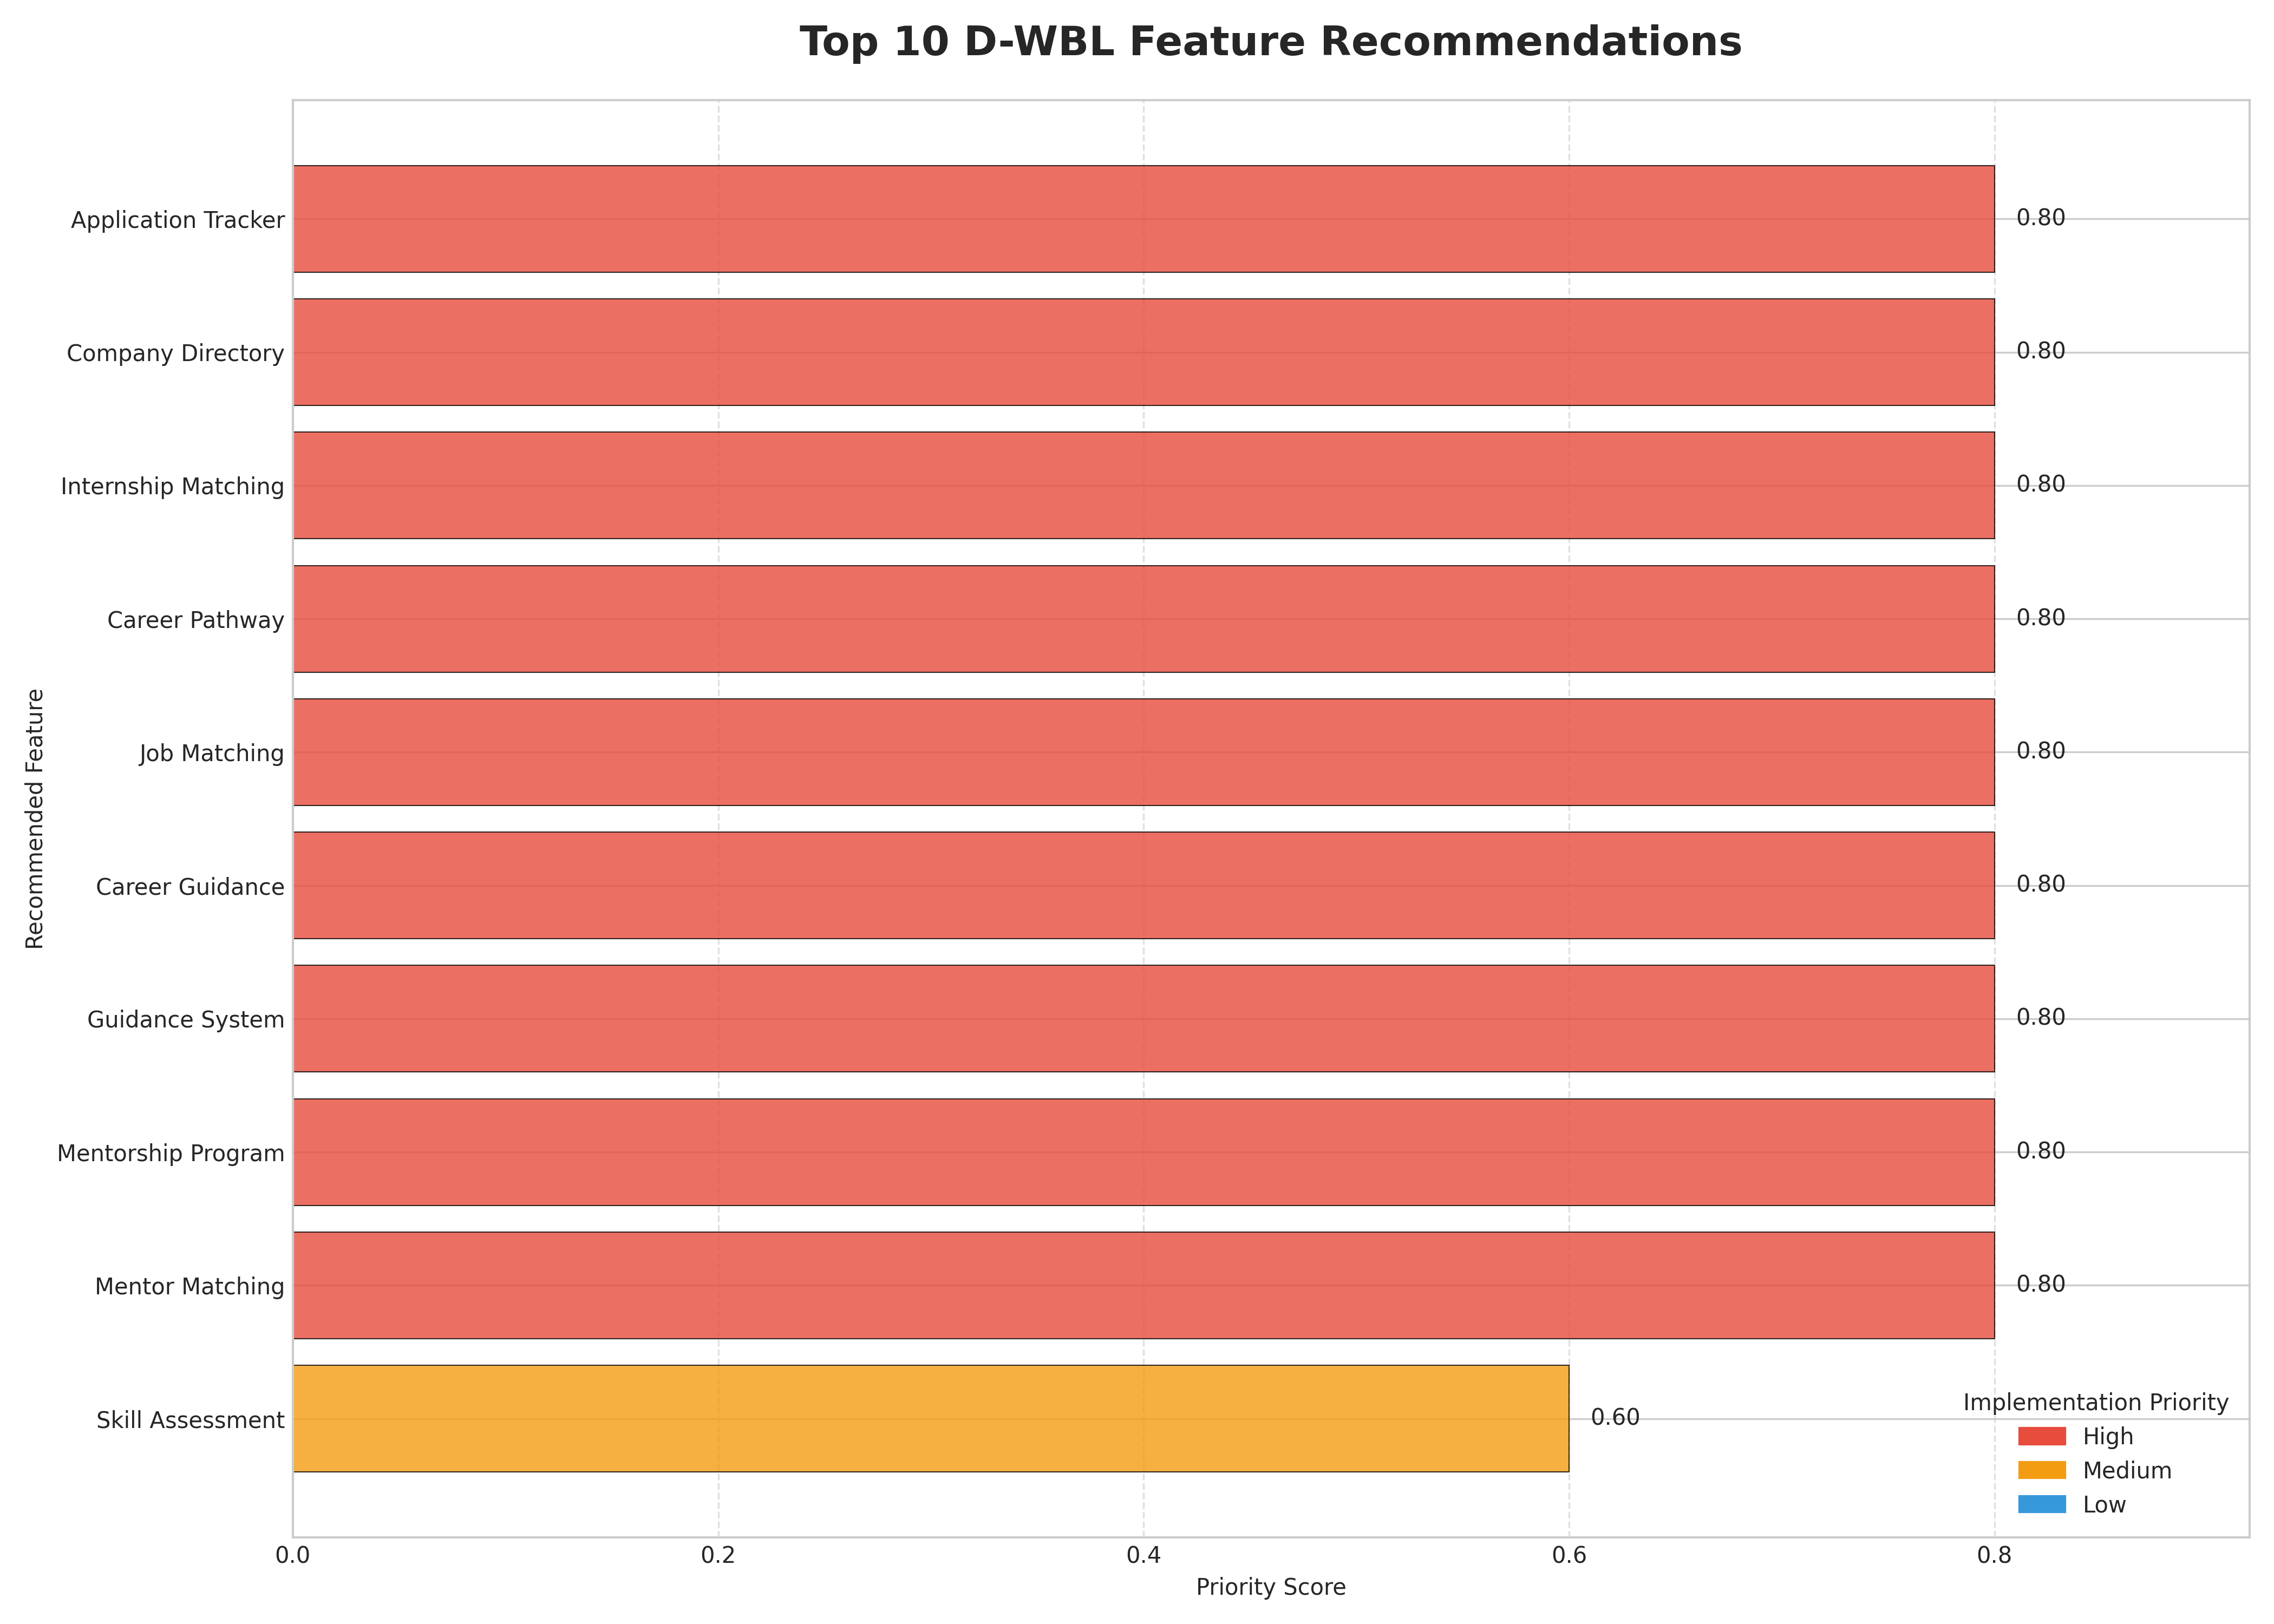 Top 10 D-WBL Feature Recommendations
Recommended Feature
Application Tracker 0.80
Company Directory 0.80
Internship Matching 0.80
Career Pathway 0.80
Job Matching 0.80
Career Guidance 0.80
Guidance System 0.80
Mentorship Program 0.80
Mentor Matching 0.80
Skill Assessment 0.60
Implementation Priority
High
Medium
Low
0.0 0.2 0.4 0.6 0.8
Priority Score